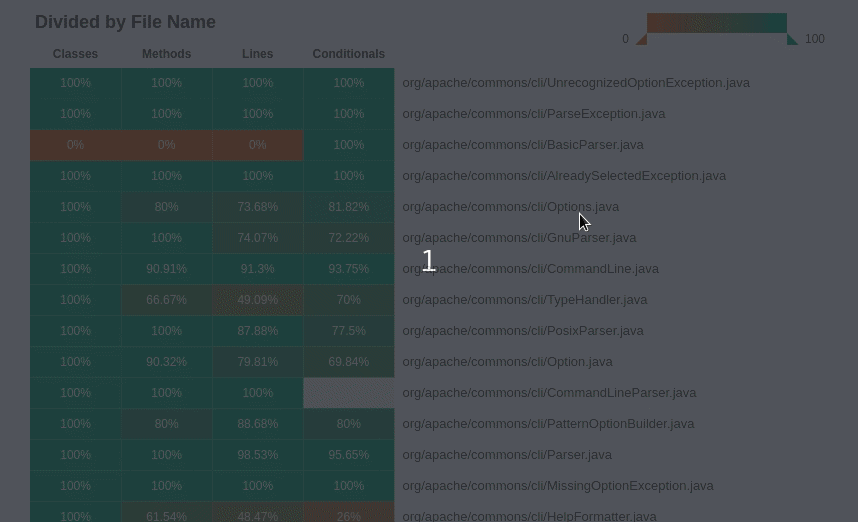 Divided by File Name
0 100
Classes Methods Lines Conditionals
100% 100% 100% 100% org/apache/commons/cli/UnrecognizedOptionException.java
100% 100% 100% 100% org/apache/commons/cli/ParseException.java
0% 0% 0% 100% org/apache/commons/cli/BasicParser.java
100% 100% 100% 100% org/apache/commons/cli/AlreadySelectedException.java
100% 80% 73.68% 81.82% org/apache/commons/cli/Options.java
100% 100% 74.07% 72.22% org/apache/commons/cli/GnuParser.java
1
100% 90.91% 91.3% 93.75% org/apache/commons/cli/CommandLine.java
100% 66.67% 49.09% 70% org/apache/commons/cli/TypeHandler.java
100% 100% 87.88% 77.5% org/apache/commons/cli/PosixParser.java
100% 90.32% 79.81% 69.84% org/apache/commons/cli/Option.java
100% 100% 100% org/apache/commons/cli/CommandLineParser.java
100% 80% 88.68% 80% org/apache/commons/cli/PatternOptionBuilder.java
100% 100% 98.53% 95.65% org/apache/commons/cli/Parser.java
100% 100% 100% 100% org/apache/commons/cli/MissingOptionException.java
100% 61.54% 48.47% 26% org/apache/commons/cli/HelpFormatter.java